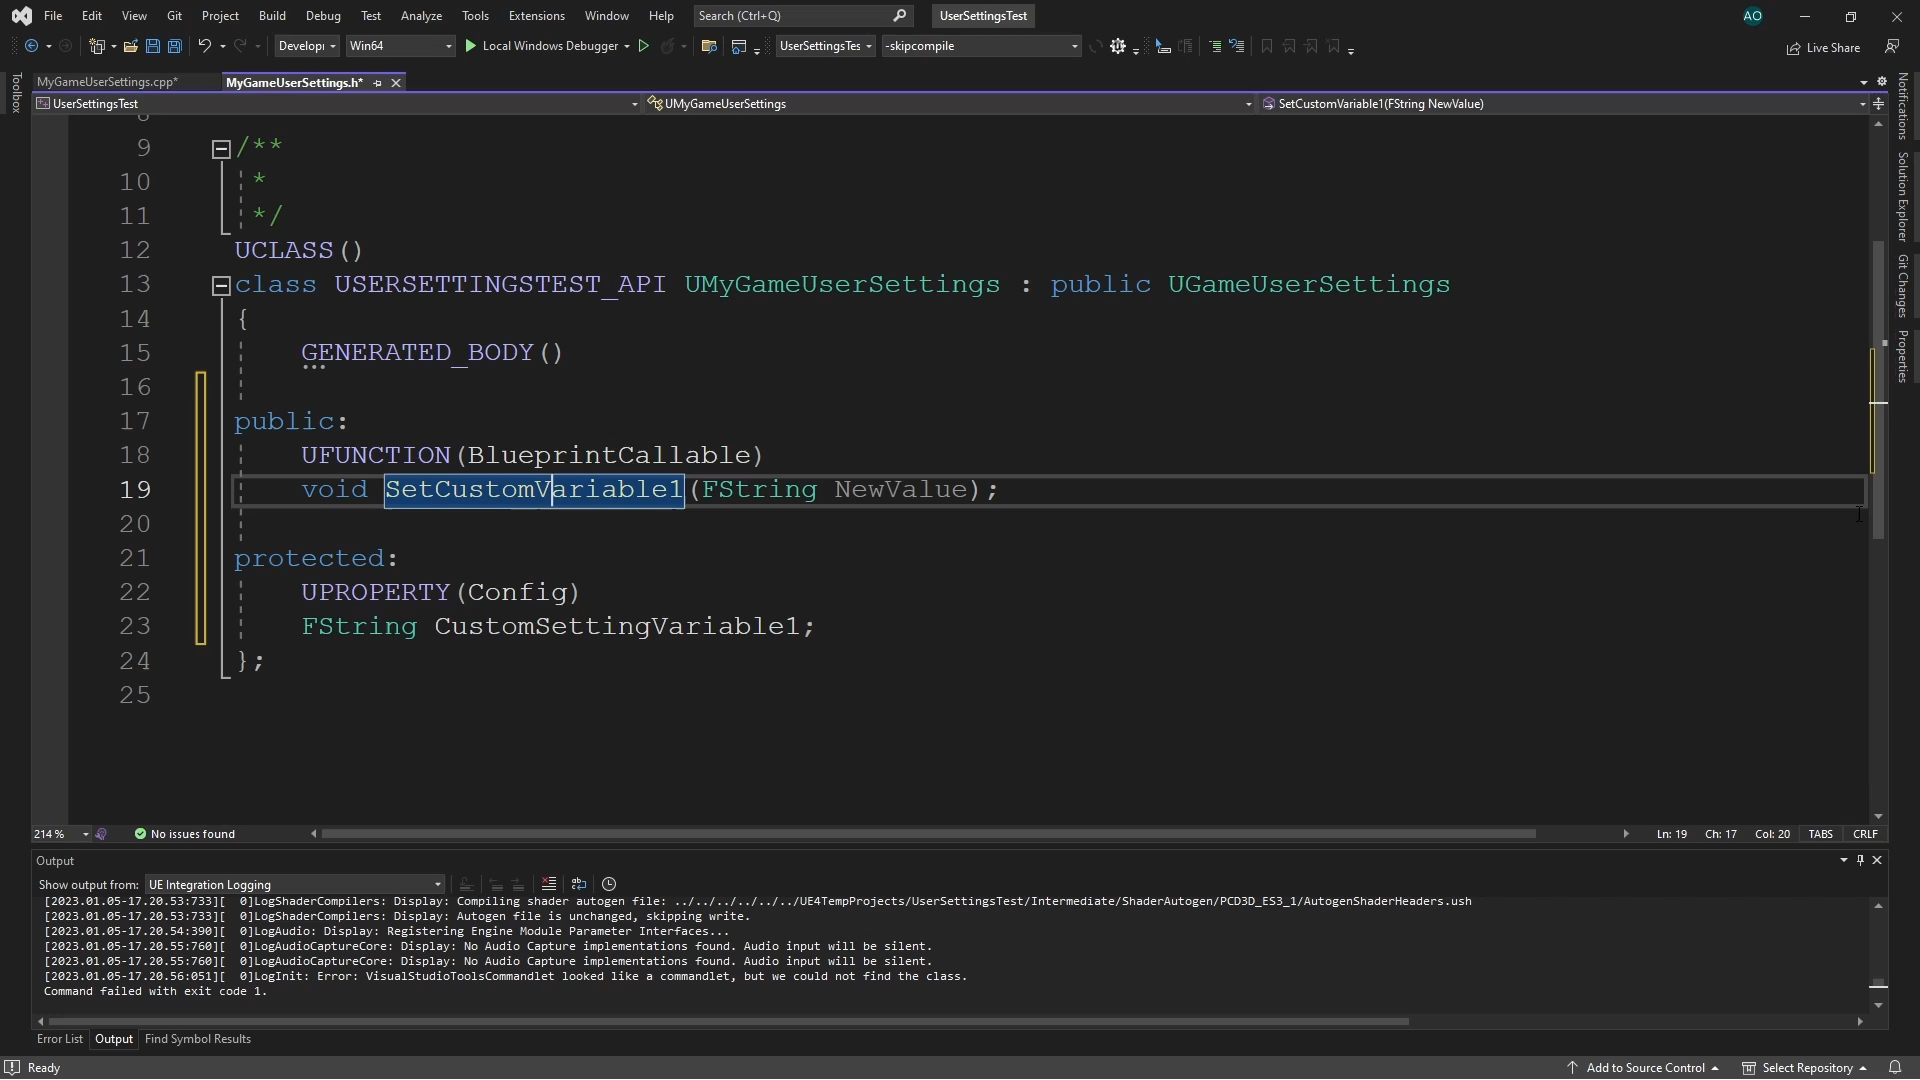 File Edit View Git Project Build Debug Test Analyze Tools Extensions Window Help Search (Ctrl+Q) UserSettingsTest AO
Develop Win64 Local Windows Debugger UserSettingsTes -skipcompile Live Share
MyGameUserSettings.cpp* MyGameUserSettings.h*
UserSettingsTest UMyGameUserSettings SetCustomVariable1(FString NewValue)
Toolbox
Notifications
Solution Explorer
Git Changes
Properties
8
9 /**
10 *
11 */
12 UCLASS()
13 class USERSETTINGSTEST_API UMyGameUserSettings : public UGameUserSettings
14 {
15 GENERATED_BODY()
16
17 public:
18 UFUNCTION(BlueprintCallable)
19 void SetCustomVariable1(FString NewValue);
20
21 protected:
22 UPROPERTY(Config)
23 FString CustomSettingVariable1;
24 };
25
214 % No issues found Ln: 19 Ch: 17 Col: 20 TABS CRLF
Output
Show output from: UE Integration Logging
[2023.01.05-17.20.53:733][  0]LogShaderCompilers: Display: Compiling shader autogen file: ../../../../../../UE4TempProjects/UserSettingsTest/Intermediate/ShaderAutogen/PCD3D_ES3_1/AutogenShaderHeaders.ush
[2023.01.05-17.20.53:733][  0]LogShaderCompilers: Display: Autogen file is unchanged, skipping write.
[2023.01.05-17.20.54:390][  0]LogAudio: Display: Registering Engine Module Parameter Interfaces...
[2023.01.05-17.20.55:760][  0]LogAudioCaptureCore: Display: No Audio Capture implementations found. Audio input will be silent.
[2023.01.05-17.20.55:760][  0]LogAudioCaptureCore: Display: No Audio Capture implementations found. Audio input will be silent.
[2023.01.05-17.20.56:051][  0]LogInit: Error: VisualStudioToolsCommandlet looked like a commandlet, but we could not find the class.
Command failed with exit code 1.
Error List Output Find Symbol Results
Ready Add to Source Control Select Repository